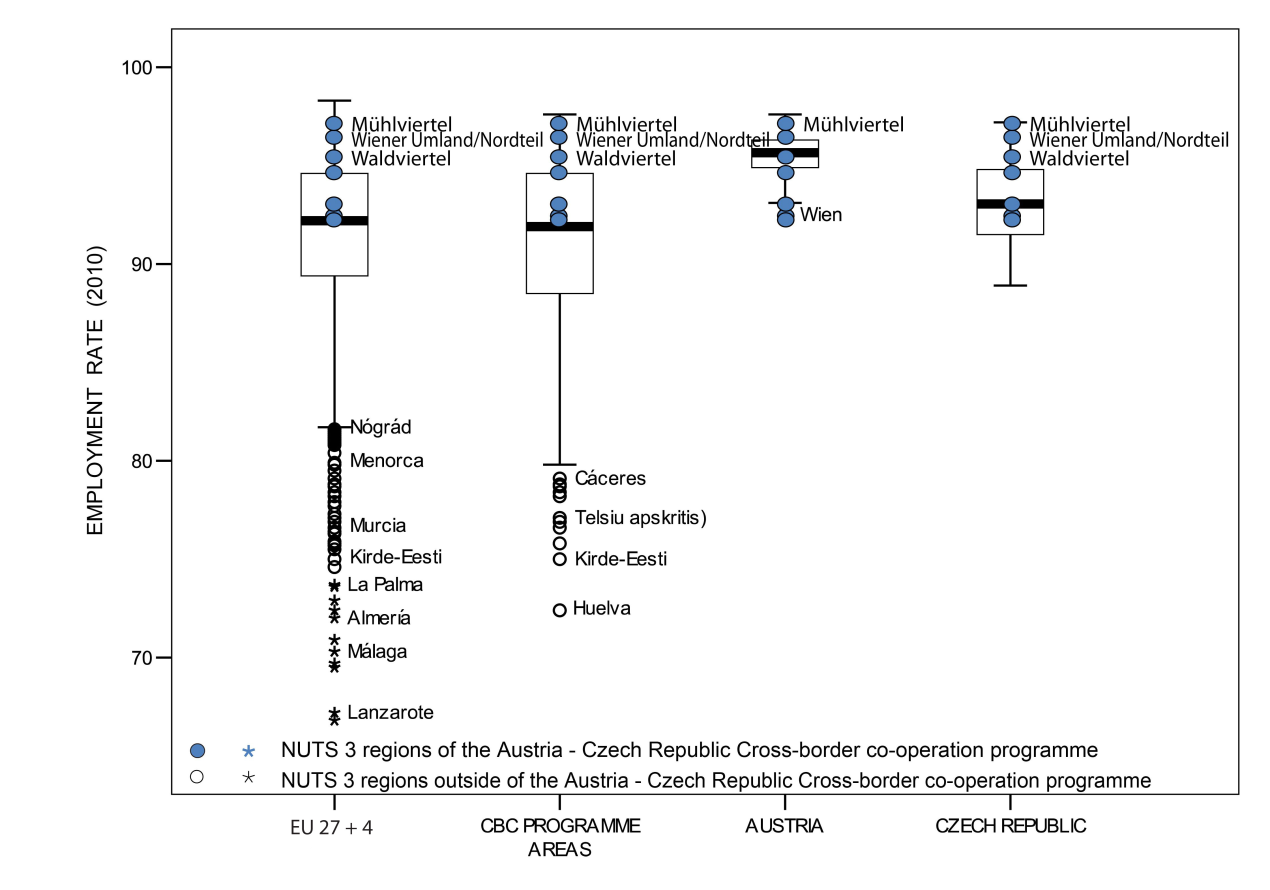 EMPLOYMENT RATE (2010)
100
90
80
70
Mühlviertel
Wiener Umland/Nordteil
Waldviertel
Nógrád
Menorca
Murcia
Kirde-Eesti
La Palma
Almería
Málaga
Lanzarote
Mühlviertel
Wiener Umland/Nordteil
Waldviertel
Cáceres
Telsiu apskritis)
Kirde-Eesti
Huelva
Mühlviertel
Wien
Mühlviertel
Wiener Umland/Nordteil
Waldviertel
NUTS 3 regions of the Austria - Czech Republic Cross-border co-operation programme
NUTS 3 regions outside of the Austria - Czech Republic Cross-border co-operation programme
EU 27 + 4
CBC PROGRAMME
AREAS
AUSTRIA
CZECH REPUBLIC